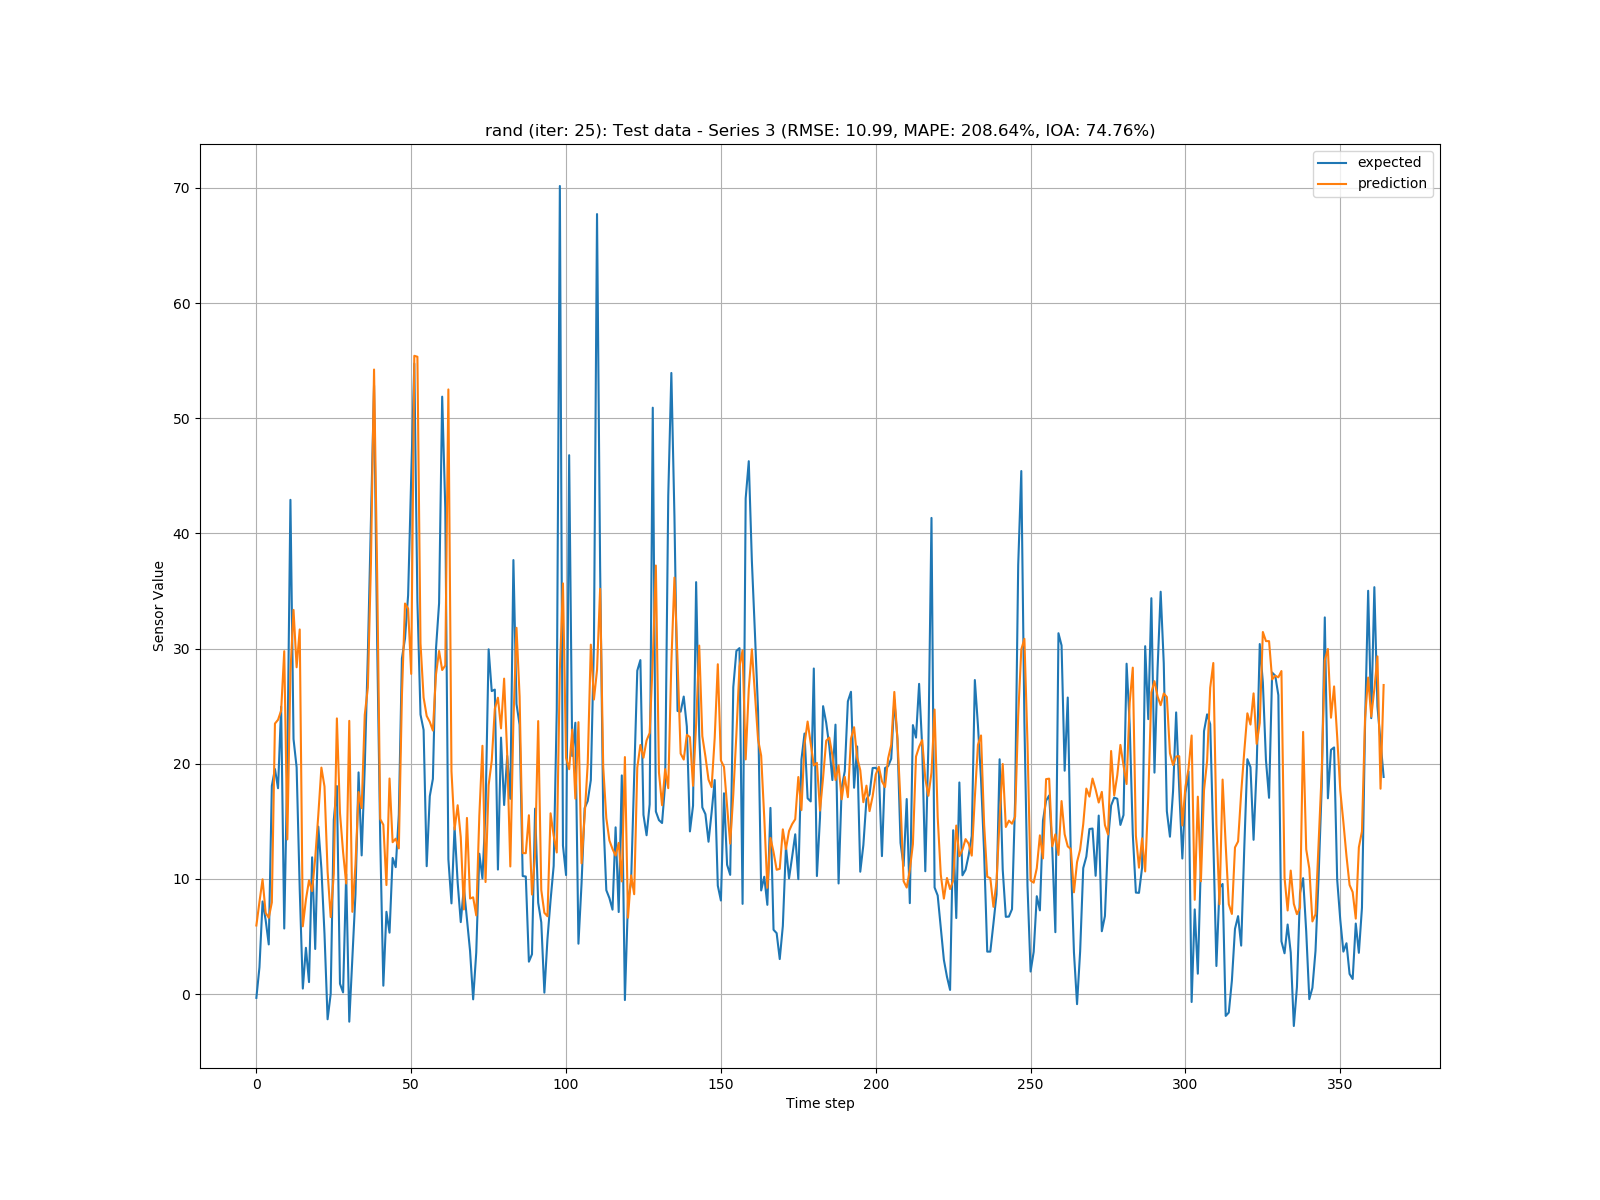 rand (iter: 25): Test data - Series 3 (RMSE: 10.99, MAPE: 208.64%, IOA: 74.76%)
expected
prediction
70
60
50
40
30
20
10
0
Sensor Value
0 50 100 150 200 250 300 350
Time step